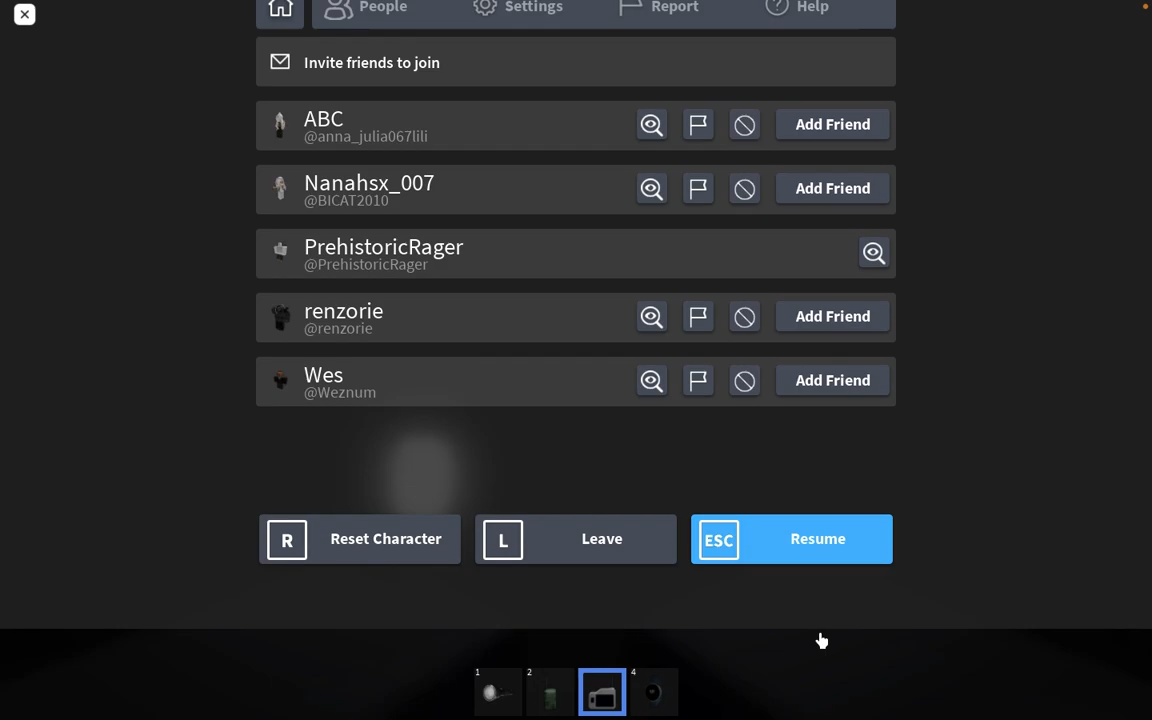 People Settings Report Help
Invite friends to join
ABC
@anna_julia067lili
Add Friend
Nanahsx_007
@BICAT2010
Add Friend
PrehistoricRager
@PrehistoricRager
renzorie
@renzorie
Add Friend
Wes
@Weznum
Add Friend
R Reset Character L Leave ESC Resume
1 2 4